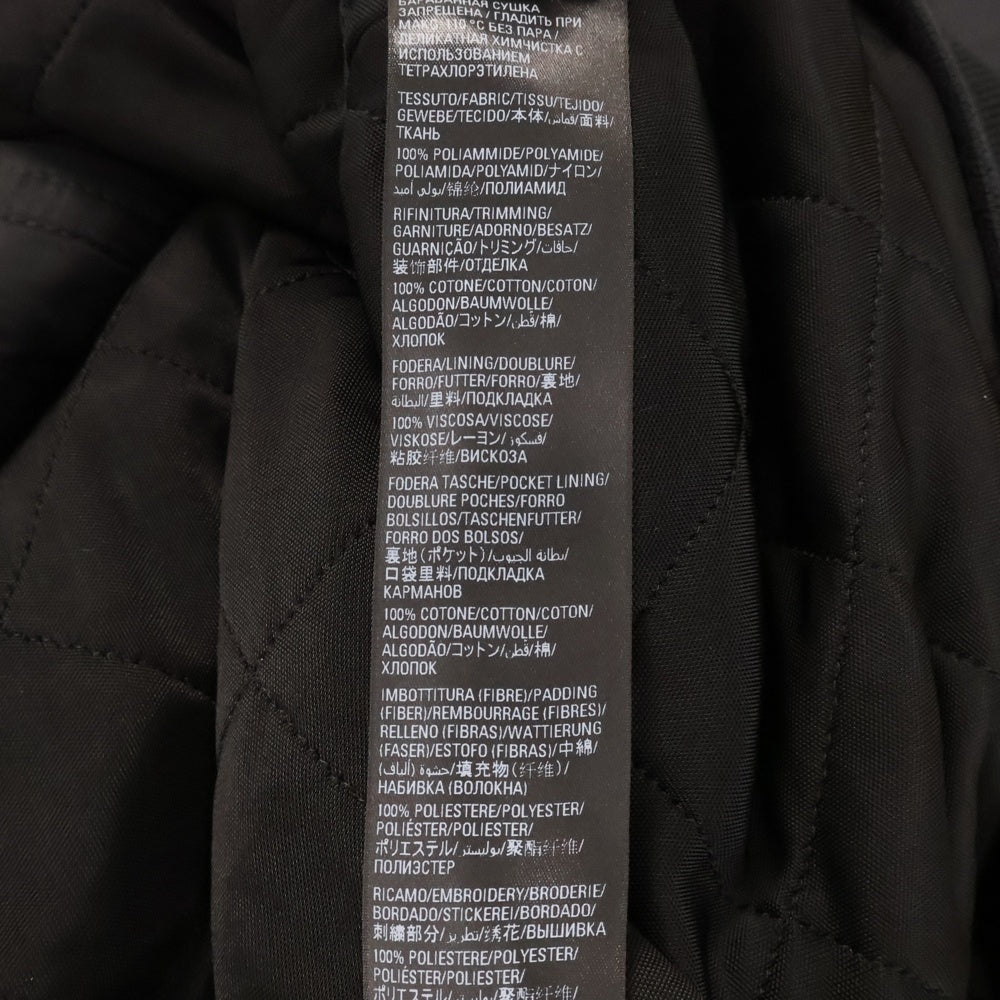 БАРАБАННАЯ СУШКА
ЗАПРЕЩЕНА / ГЛАДИТЬ ПРИ
МАКС 110°C БЕЗ ПАРА /
ДЕЛИКАТНАЯ ХИМЧИСТКА С
ИСПОЛЬЗОВАНИЕМ
ТЕТРАХЛОРЭТИЛЕНА
TESSUTO/FABRIC/TISSU/TEJIDO/
GEWEBE/TECIDO/本体/قماش/面料/
ТКАНЬ
100% POLIAMMIDE/POLYAMIDE/
POLIAMIDA/POLYAMID/ナイロン/
بولي أميد/锦纶/ПОЛИАМИД
RIFINITURA/TRIMMING/
GARNITURE/ADORNO/BESATZ/
GUARNIÇÃO/トリミング/حافات/
装饰部件/ОТДЕЛКА
100% COTONE/COTTON/COTON/
ALGODON/BAUMWOLLE/
ALGODÃO/コットン/قطن/棉/
ХЛОПОК
FODERA/LINING/DOUBLURE/
FORRO/FUTTER/FORRO/裏地/
البطانة/里料/ПОДКЛАДКА
100% VISCOSA/VISCOSE/
VISKOSE/レーヨン/فسكوز/
粘胶纤维/ВИСКОЗА
FODERA TASCHE/POCKET LINING/
DOUBLURE POCHES/FORRO
BOLSILLOS/TASCHENFUTTER/
FORRO DOS BOLSOS/
裏地(ポケット)/بطانة الجيوب/
口袋里料/ПОДКЛАДКА
КАРМАНОВ
100% COTONE/COTTON/COTON/
ALGODON/BAUMWOLLE/
ALGODÃO/コットン/قطن/棉/
ХЛОПОК
IMBOTTITURA (FIBRE)/PADDING
(FIBER)/REMBOURRAGE (FIBRES)/
RELLENO (FIBRAS)/WATTIERUNG
(FASER)/ESTOFO (FIBRAS)/中綿/
حشوة (ألياف)/填充物(纤维)/
НАБИВКА (ВОЛОКНА)
100% POLIESTERE/POLYESTER/
POLIÉSTER/POLIESTER/
ポリエステル/بوليستر/聚酯纤维/
ПОЛИЭСТЕР
RICAMO/EMBROIDERY/BRODERIE/
BORDADO/STICKEREI/BORDADO/
刺繍部分/تطريز/绣花/ВЫШИВКА
100% POLIESTERE/POLYESTER/
POLIÉSTER/POLIESTER/
ポリエステル/بوليستر/聚酯纤维/